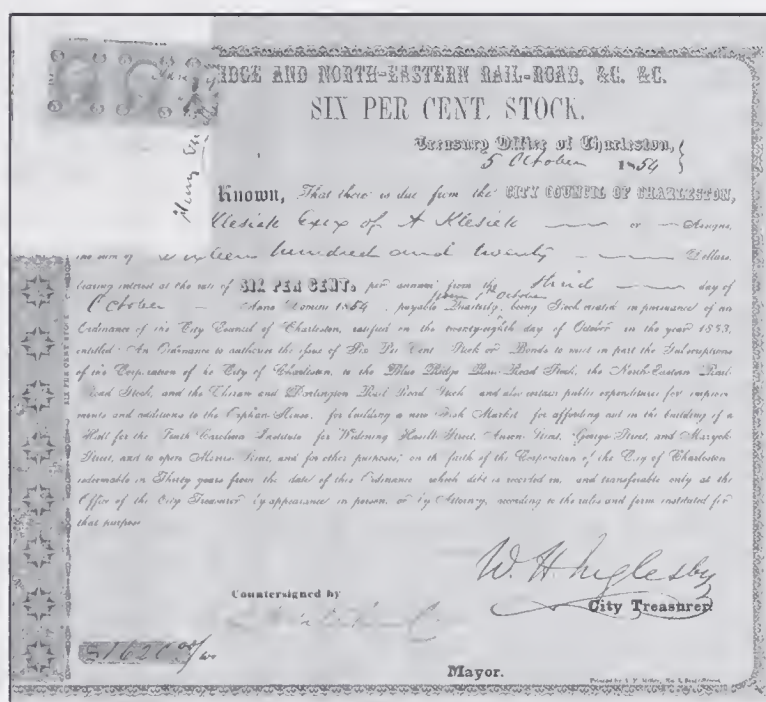 RIDGE AND NORTH-EASTERN RAIL-ROAD, &C. &C.
SIX PER CENT. STOCK.
Treasury Office of Charleston,
5 October 1854
Known, That there is due from the CITY COUNCIL OF CHARLESTON,
Klesick Exix of A Klesick or Assigns,
the sum of Sixteen hundred and twenty Dollars.
bearing interest at the rate of SIX PER CENT. per annum from the third day of
October Anno Domini 1854, payable Quarterly, from 1st October being Stock created in pursuance of an
Ordinance of the City Council of Charleston, ratified on the twenty-eighth day of October in the year 1853,
entitled An Ordinance to authorize the issue of Six Per Cent Stock or Bonds to meet in part the Subscriptions
of the Corporation of the City of Charleston, to the Blue Ridge Rail Road Stock, the North-Eastern Rail
Road Stock, and the Cheraw and Darlington Rail Road Stock and also certain public expenditures for improve-
ments and additions to the Orphan House, for building a new Fish Market for affording aid in the building of a
Hall for the South Carolina Institute for Widening Hasell Street, Anson Street, George Street, and Mazyck
Street, and to open Street, and for other purposes; on the faith of the Corporation of the City of Charleston
redeemable in Thirty years from the date of this Ordinance which debt is recorded in, and transferable only at the
Office of the City Treasurer by appearance in person, or by Attorney, according to the rules and form instituted for
that purpose
W. H. Inglesby
City Treasurer
Countersigned by
$1620 00/100
Mayor.
SIX PER CENT STOCK
Henry